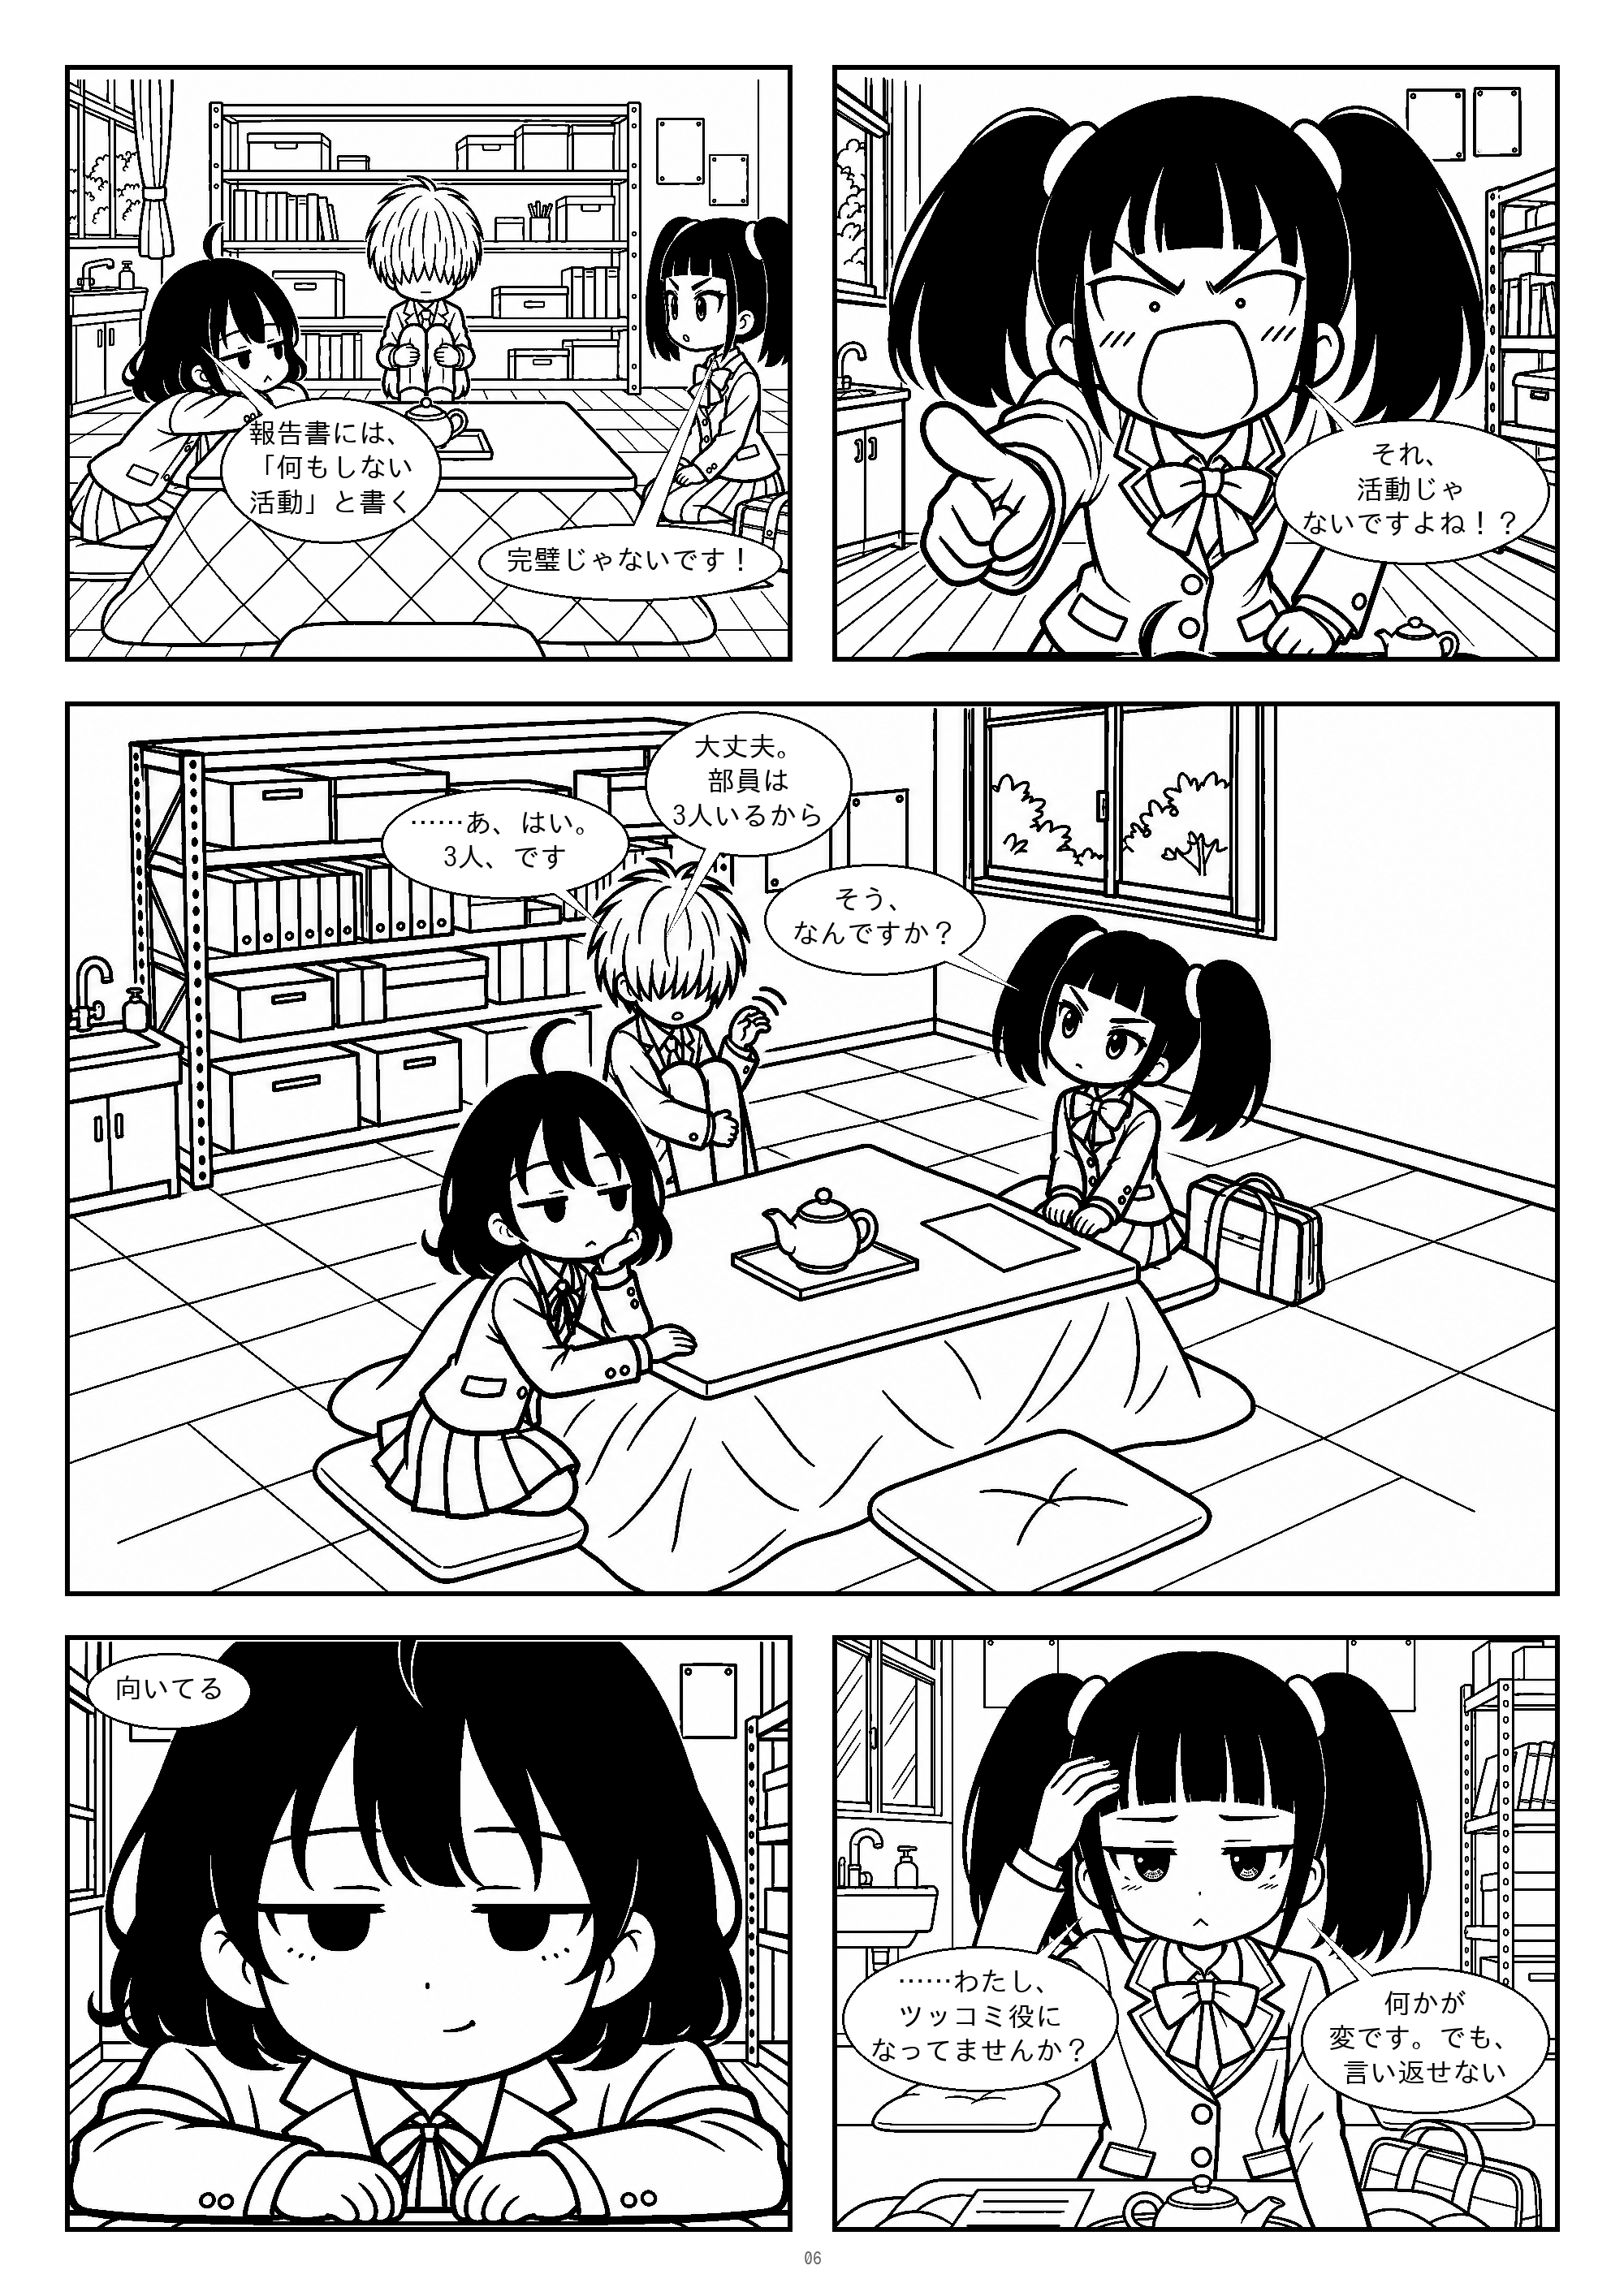 それ、
活動じゃ
ないですよね！？
報告書には、
「何もしない
活動」と書く
完璧じゃないです！
大丈夫。
部員は
3人いるから
……あ、はい。
3人、です
そう、
なんですか？
何かが
変です。でも、
言い返せない
……わたし、
ツッコミ役に
なってませんか？
向いてる
06